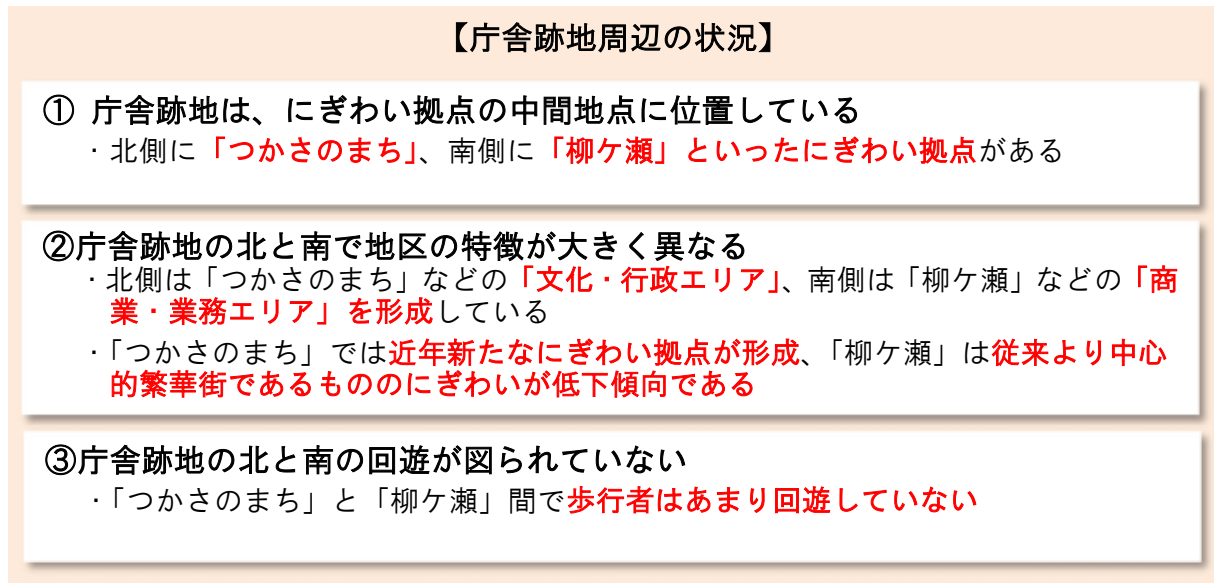 【庁舎跡地周辺の状況】
① 庁舎跡地は、にぎわい拠点の中間地点に位置している
・北側に「つかさのまち」、南側に「柳ケ瀬」といったにぎわい拠点がある
②庁舎跡地の北と南で地区の特徴が大きく異なる
・北側は「つかさのまち」などの「文化・行政エリア」、南側は「柳ケ瀬」などの「商
業・業務エリア」を形成している
・「つかさのまち」では近年新たなにぎわい拠点が形成、「柳ケ瀬」は従来より中心
的繁華街であるもののにぎわいが低下傾向である
③庁舎跡地の北と南の回遊が図られていない
・「つかさのまち」と「柳ケ瀬」間で歩行者はあまり回遊していない